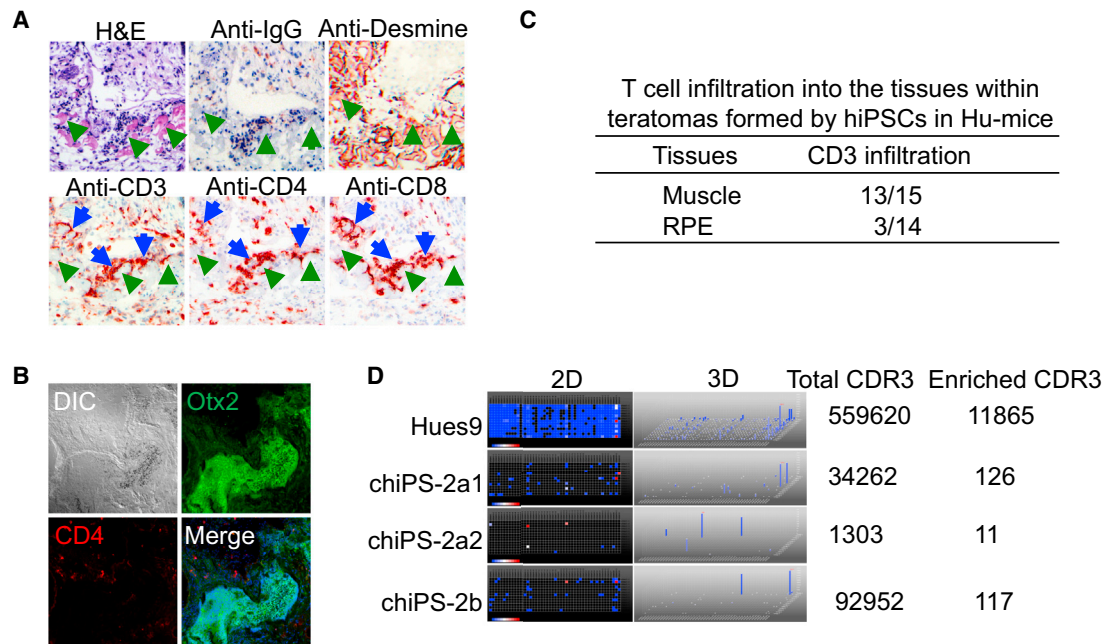 A
H&E Anti-IgG Anti-Desmine
Anti-CD3 Anti-CD4 Anti-CD8
B
DIC Otx2
CD4 Merge
C
T cell infiltration into the tissues within
teratomas formed by hiPSCs in Hu-mice
Tissues CD3 infiltration
Muscle 13/15
RPE 3/14
D
2D 3D Total CDR3 Enriched CDR3
Hues9 559620 11865
chiPS-2a1 34262 126
chiPS-2a2 1303 11
chiPS-2b 92952 117